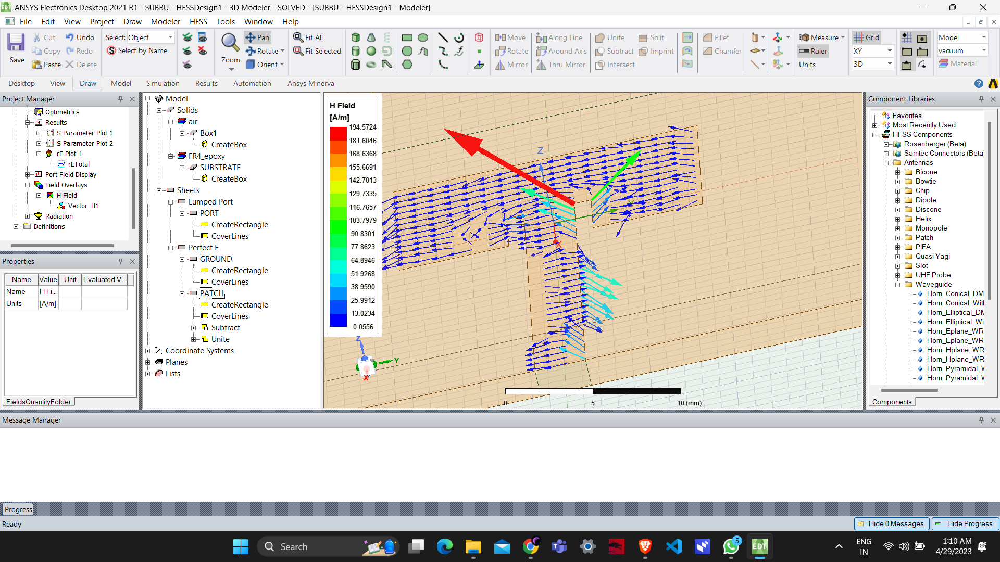 ANSYS Electronics Desktop 2021 R1 - SUBBU - HFSSDesign1 - 3D Modeler - SOLVED - [SUBBU - HFSSDesign1 - Modeler]
File Edit View Project Draw Modeler HFSS Tools Window Help
Save
Cut
Copy
Paste
Undo
Redo
Delete
Select: Object
Select by Name
Zoom
Pan
Rotate
Orient
Fit All
Fit Selected
Move
Rotate
Mirror
Along Line
Around Axis
Thru Mirror
Unite
Subtract
Intersect
Split
Imprint
Fillet
Chamfer
Measure
Ruler
Units
Grid
XY
3D
Model
vacuum
Material
Desktop View Draw Model Simulation Results Automation Ansys Minerva
Project Manager
Optimetrics
Results
S Parameter Plot 1
S Parameter Plot 2
rE Plot 1
rETotal
Port Field Display
Field Overlays
H Field
Vector_H1
Radiation
Definitions
Properties
Name Value Unit Evaluated V...
Name H Fi...
Units [A/m]
FieldsQuantityFolder
Model
Solids
air
Box1
CreateBox
FR4_epoxy
SUBSTRATE
CreateBox
Sheets
Lumped Port
PORT
CreateRectangle
CoverLines
Perfect E
GROUND
CreateRectangle
CoverLines
PATCH
CreateRectangle
CoverLines
Subtract
Unite
Coordinate Systems
Planes
Lists
H Field
[A/m]
194.5724
181.6046
168.6368
155.6691
142.7013
129.7335
116.7657
103.7979
90.8301
77.8623
64.8946
51.9268
38.9590
25.9912
13.0234
0.0556
Z
Y
X
Z
Y
X
0 5 10 (mm)
Component Libraries
Favorites
Most Recently Used
HFSS Components
Rosenberger (Beta)
Samtec Connectors (Beta
Antennas
Bicone
Bowtie
Chip
Dipole
Discone
Helix
Monopole
Patch
PIFA
Quasi Yagi
Slot
UHF Probe
Waveguide
Horn_Conical_DM
Horn_Conical_Wit
Horn_Elliptical_DM
Horn_Elliptical_Wi
Horn_Eplane_WR
Horn_Eplane_WR
Horn_Hplane_WR
Horn_Hplane_WR
Horn_Pyramidal_V
Horn_Pyramidal_V
Components
Message Manager
Progress
Ready
Hide 0 Messages
Hide Progress
Search
5
EDT
ENG
IN
1:10 AM
4/29/2023